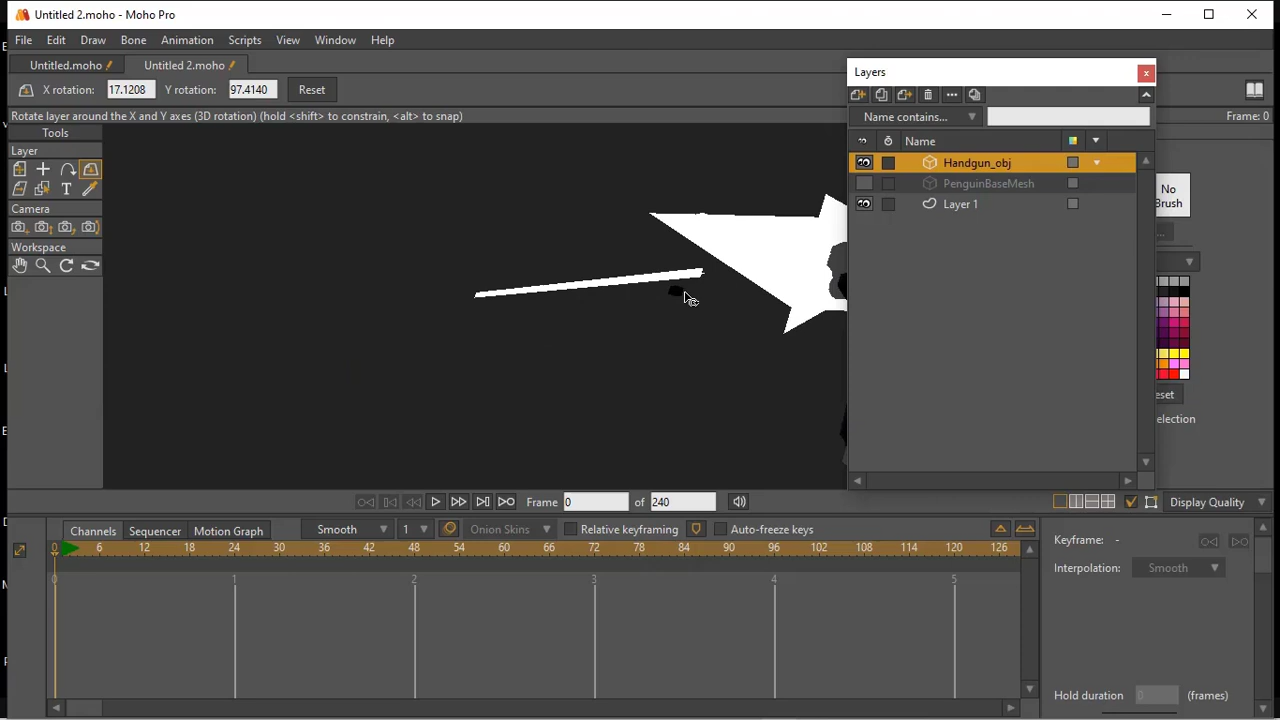 Untitled 2.moho - Moho Pro
File Edit Draw Bone Animation Scripts View Window Help
Untitled.moho Untitled 2.moho
X rotation: 17.1208 Y rotation: 97.4140 Reset
Rotate layer around the X and Y axes (3D rotation) (hold <shift> to constrain, <alt> to snap)
Frame: 0
Tools
Layer
T
Camera
Workspace
Layers
Name contains...
Name
Handgun_obj
PenguinBaseMesh
Layer 1
No
Brush
eset
election
Frame 0 of 240 Display Quality
Channels Sequencer Motion Graph Smooth 1 Onion Skins Relative keyframing Auto-freeze keys
0 6 12 18 24 30 36 42 48 54 60 66 72 78 84 90 96 102 108 114 120 126
0 1 2 3 4 5
Keyframe: -
Interpolation: Smooth
Hold duration 0 (frames)